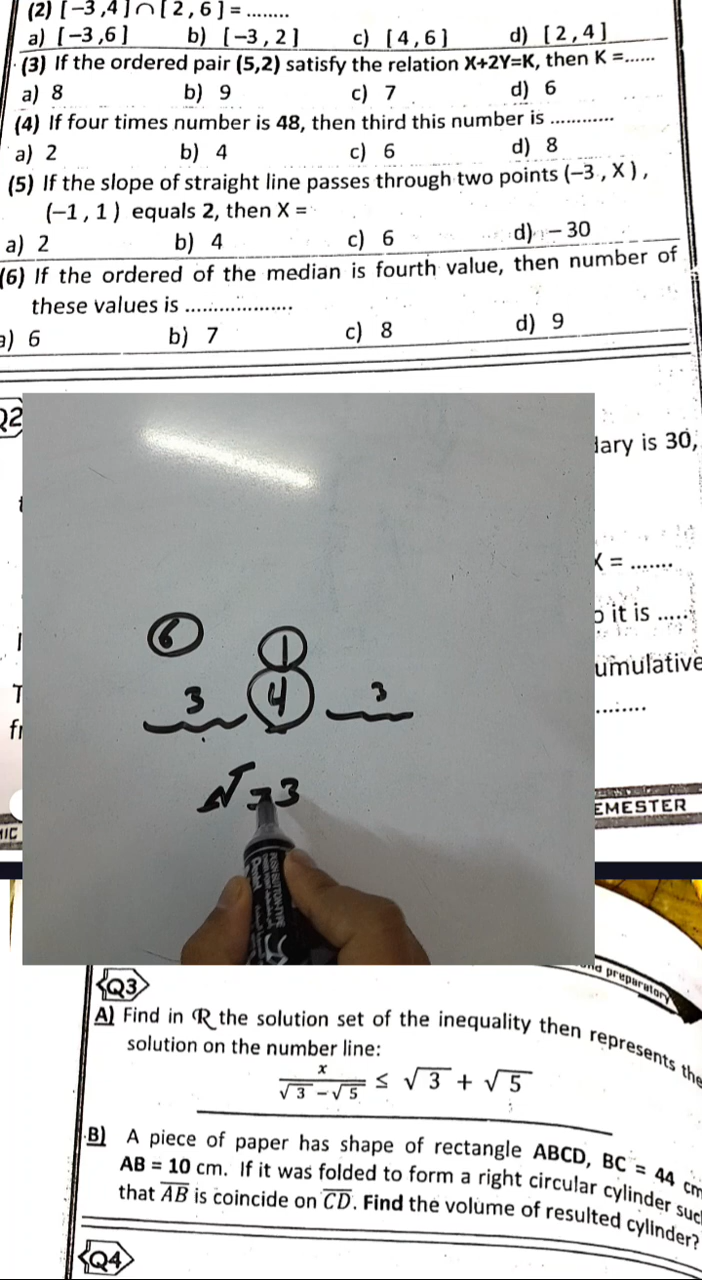 (2) [−3,4]∩[2,6] = ........
a) [−3,6] b) [−3,2] c) [4,6] d) [2,4]
(3) If the ordered pair (5,2) satisfy the relation X+2Y=K, then K =......
a) 8 b) 9 c) 7 d) 6
(4) If four times number is 48, then third this number is ............
a) 2 b) 4 c) 6 d) 8
(5) If the slope of straight line passes through two points (−3 , X ) ,
(−1 , 1 ) equals 2, then X =
a) 2 b) 4 c) 6 d) − 30
(6) If the ordered of the median is fourth value, then number of
these values is ...................
a) 6 b) 7 c) 8 d) 9
Q2
is 30,
X = .......
it is .....
........
6
1
3 4 3
= 3
PUSH BUTTON TYPE
Pentel
Q3
preparatory
A) Find in ℝ the solution set of the inequality then represents the
solution on the number line:
x/(√3 − √5) ≤ √3 + √5
B) A piece of paper has shape of rectangle ABCD, BC = 44 cm
AB = 10 cm. If it was folded to form a right circular cylinder
that A̅B̅ is coincide on C̅D̅. Find the volume of resulted cylinder?
Q4